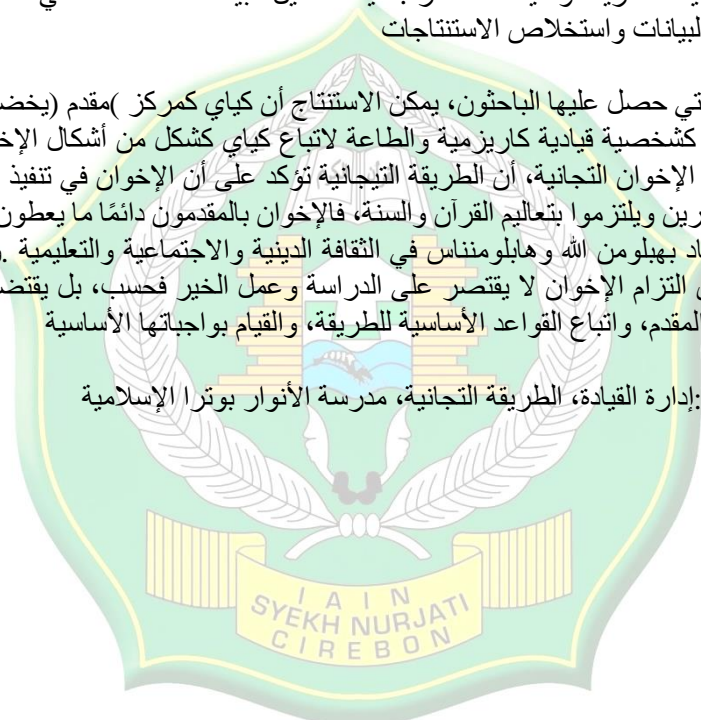 البيانات واستخلاص الاستنتاجات
تي حصل عليها الباحثون، يمكن الاستنتاج أن كياي كمركز )مقدم (يخض
كشخصية قيادية كاريزمية والطاعة لاتباع كياي كشكل من أشكال الإخ
الإخوان التجانية، أن الطريقة التيجانية تؤكد على أن الإخوان في تنفيذ
رين ويلتزموا بتعاليم القرآن والسنة، فالإخوان بالمقدمون دائمًا ما يعطون
اد بهبلومن الله وهابلومنناس في الثقافة الدينية والاجتماعية والتعليمية .
ن التزام الإخوان لا يقتصر على الدراسة وعمل الخير فحسب، بل يقتض
المقدم، واتباع القواعد الأساسية للطريقة، والقيام بواجباتها الأساسية
:إدارة القيادة، الطريقة التجانية، مدرسة الأنوار بوترا الإسلامية
IAIN
SYEKH NURJATI
CIREBON